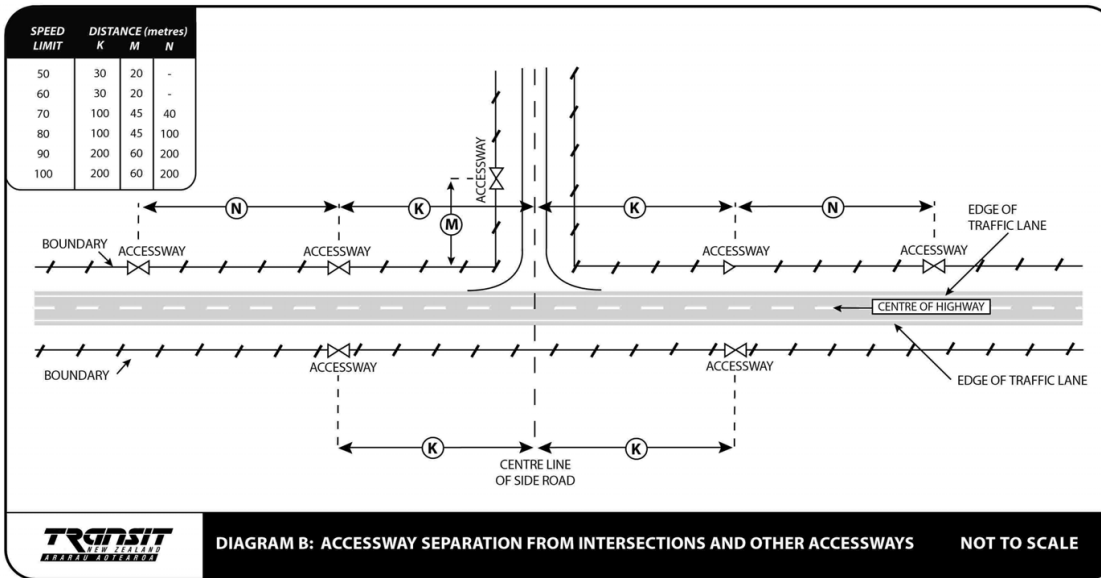 SPEED LIMIT DISTANCE (metres)
K M N
50 30 20 -
60 30 20 -
70 100 45 40
80 100 45 100
90 200 60 200
100 200 60 200
ACCESSWAY
N
K
M
K
N
EDGE OF
TRAFFIC LANE
BOUNDARY
ACCESSWAY
ACCESSWAY
ACCESSWAY
ACCESSWAY
CENTRE OF HIGHWAY
BOUNDARY
ACCESSWAY
ACCESSWAY
EDGE OF TRAFFIC LANE
K
K
CENTRE LINE
OF SIDE ROAD
TRANSIT
NEW ZEALAND
ARARAU AOTEAROA
DIAGRAM B: ACCESSWAY SEPARATION FROM INTERSECTIONS AND OTHER ACCESSWAYS NOT TO SCALE